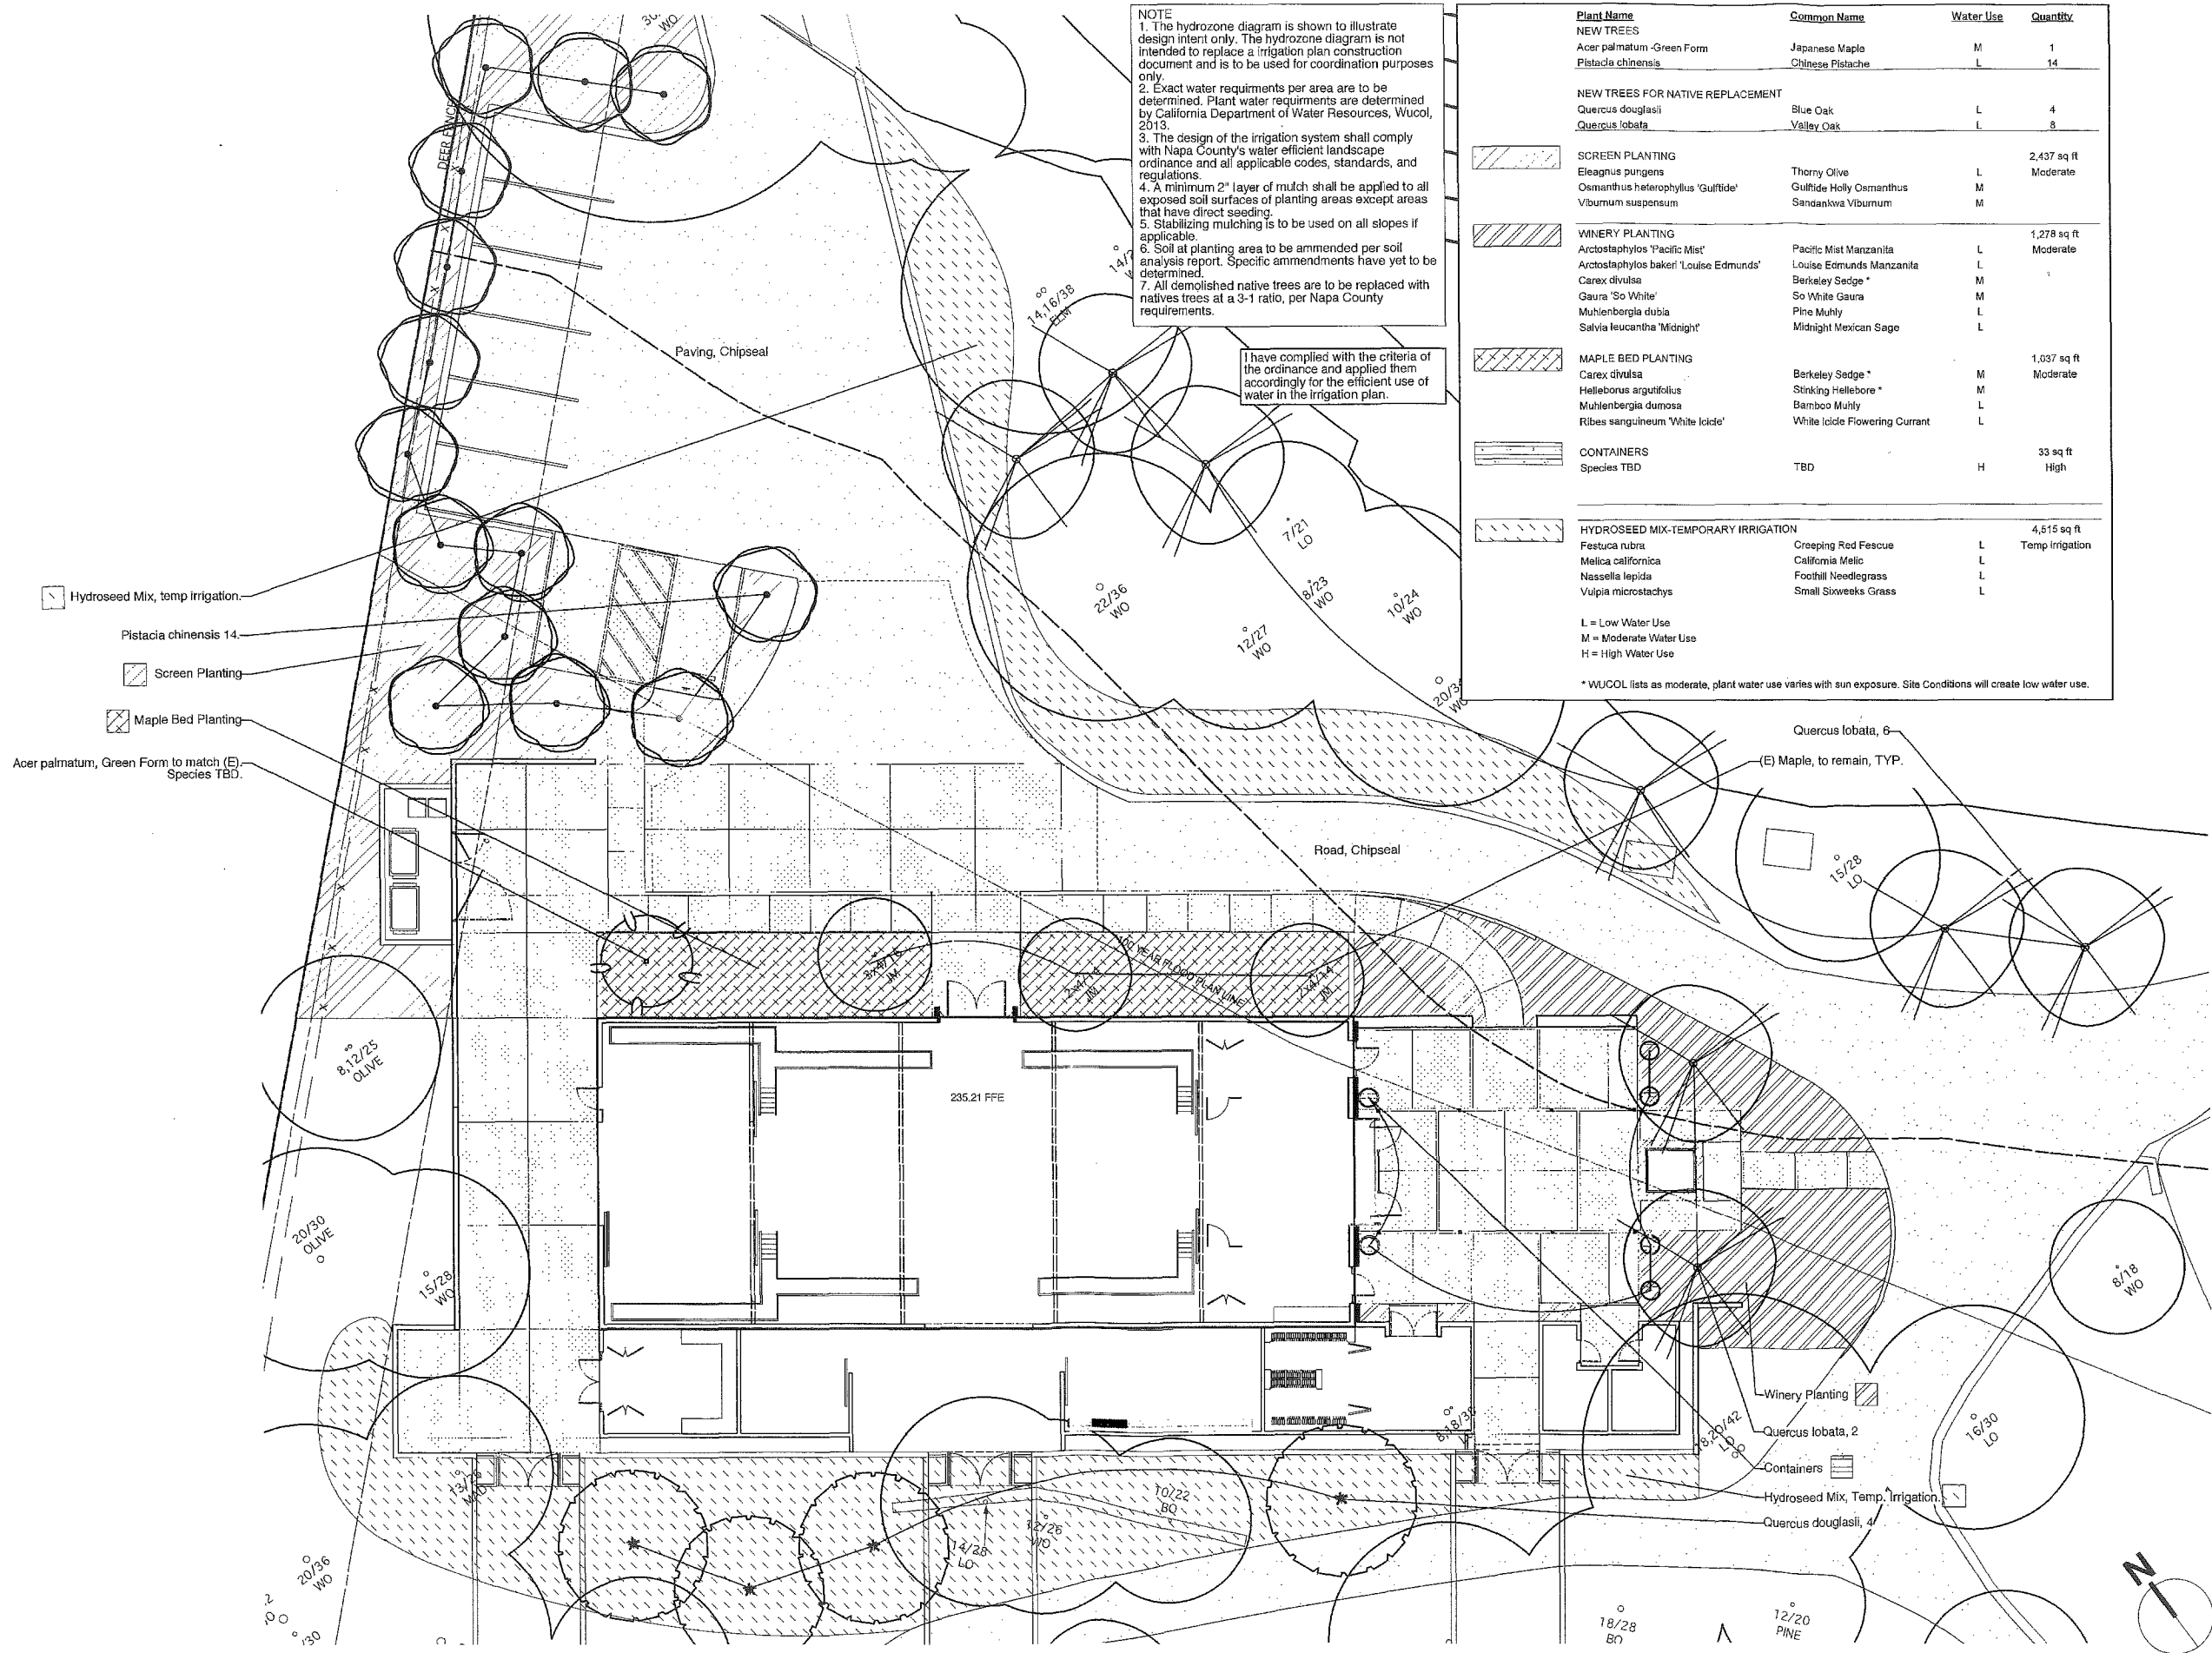 NOTE
1. The hydrozone diagram is shown to illustrate
design intent only. The hydrozone diagram is not
intended to replace a irrigation plan construction
document and is to be used for coordination purposes
only.
2. Exact water requirments per area are to be
determined. Plant water requirments are determined
by California Department of Water Resources, Wucol,
2013.
3. The design of the irrigation system shall comply
with Napa County's water efficient landscape
ordinance and all applicable codes, standards, and
regulations.
4. A minimum 2" layer of mulch shall be applied to all
exposed soil surfaces of planting areas except areas
that have direct seeding.
5. Stabilizing mulching is to be used on all slopes if
applicable.
6. Soil at planting area to be ammended per soil
analysis report. Specific ammendments have yet to be
determined.
7. All demolished native trees are to be replaced with
natives trees at a 3-1 ratio, per Napa County
requirements.
I have complied with the criteria of
the ordinance and applied them
accordingly for the efficient use of
water in the irrigation plan.
Plant Name Common Name Water Use Quantity
NEW TREES
Acer palmatum -Green Form Japanese Maple M 1
Pistacia chinensis Chinese Pistache L 14
NEW TREES FOR NATIVE REPLACEMENT
Quercus douglasii Blue Oak L 4
Quercus lobata Valley Oak L 8
SCREEN PLANTING 2,437 sq ft
Eleagnus pungens Thorny Olive L Moderate
Osmanthus heterophyllus 'Gulftide' Gulftide Holly Osmanthus M
Viburnum suspensum Sandankwa Viburnum M
WINERY PLANTING 1,278 sq ft
Arctostaphylos 'Pacific Mist' Pacific Mist Manzanita L Moderate
Arctostaphylos bakeri 'Louise Edmunds' Louise Edmunds Manzanita L
Carex divulsa Berkeley Sedge * M
Gaura 'So White' So White Gaura M
Muhlenbergia dubia Pine Muhly L
Salvia leucantha 'Midnight' Midnight Mexican Sage L
MAPLE BED PLANTING 1,037 sq ft
Carex divulsa Berkeley Sedge * M Moderate
Helleborus argutifolius Stinking Hellebore * M
Muhlenbergia dumosa Bamboo Muhly L
Ribes sanguineum 'White Icicle' White Icicle Flowering Currant L
CONTAINERS 33 sq ft
Species TBD TBD H High
HYDROSEED MIX-TEMPORARY IRRIGATION 4,515 sq ft
Festuca rubra Creeping Red Fescue L Temp irrigation
Melica californica California Melic L
Nassella lepida Foothill Needlegrass L
Vulpia microstachys Small Sixweeks Grass L
L = Low Water Use
M = Moderate Water Use
H = High Water Use
* WUCOL lists as moderate, plant water use varies with sun exposure. Site Conditions will create low water use.
WO
DEER FENCE
14,16/38
ELM
Paving, Chipseal
7/21
LO
22/36
WO
8/23
WO
10/24
WO
12/27
WO
WO
Hydroseed Mix, temp irrigation.
Pistacia chinensis 14.
Screen Planting
Maple Bed Planting
Acer palmatum, Green Form to match (E).
Species TBD.
Quercus lobata, 6
(E) Maple, to remain, TYP.
Road, Chipseal
15/28
LO
JM
2x4/14
JM
JM
100 YEAR FLOOD PLAN LINE
8,12/25
OLIVE
235.21 FFE
20/30
OLIVE
15/28
WO
8/18
WO
Winery Planting
Quercus lobata, 2
Containers
Hydroseed Mix, Temp. Irrigation.
Quercus douglasii, 4
16/30
LO
18,20/42
LO
10/22
BO
12/26
WO
14/28
LO
20/36
WO
18/28
BO
12/20
PINE
N